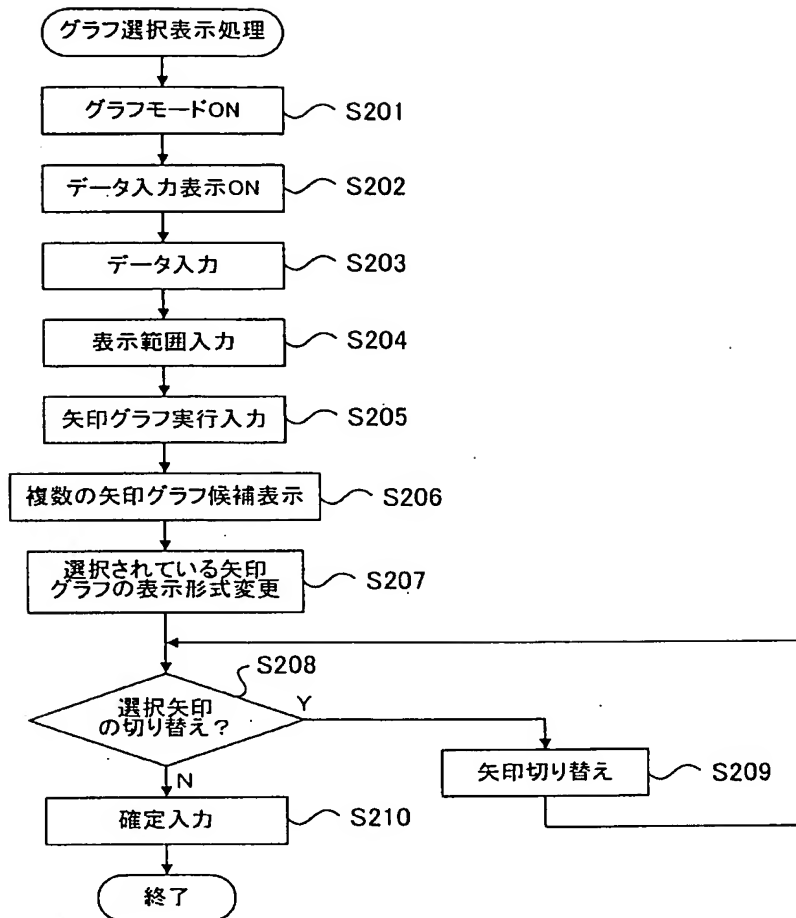 グラフ選択表示処理
グラフモードON
S201
データ入力表示ON
S202
データ入力
S203
表示範囲入力
S204
矢印グラフ実行入力
S205
複数の矢印グラフ候補表示
S206
選択されている矢印
グラフの表示形式変更
S207
S208
選択矢印
の切り替え?
Y
矢印切り替え
S209
N
確定入力
S210
終了